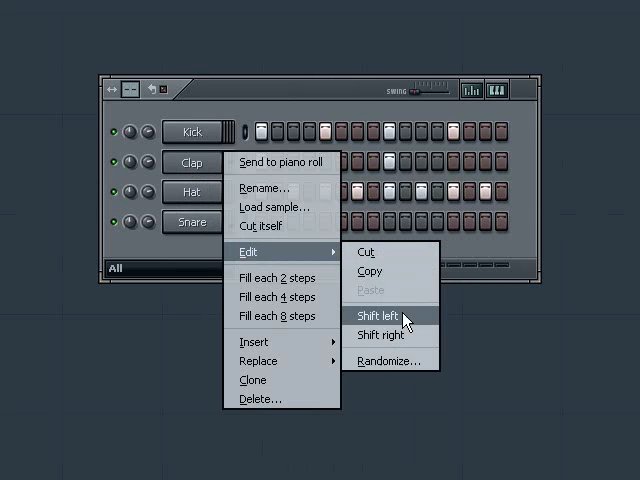 SWING
Kick
Clap
Hat
Snare
All
Send to piano roll
Rename...
Load sample...
Cut itself
Edit
Fill each 2 steps
Fill each 4 steps
Fill each 8 steps
Insert
Replace
Clone
Delete...
Cut
Copy
Paste
Shift left
Shift right
Randomize...